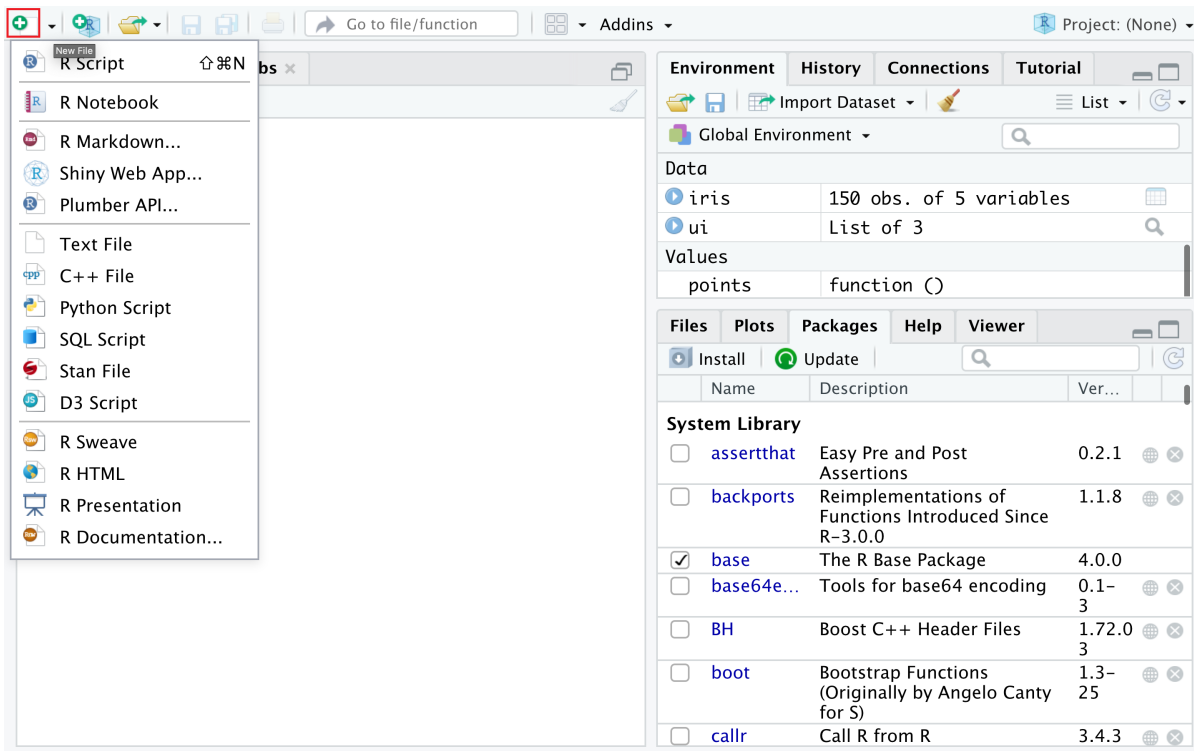 Go to file/function
Addins
Project: (None)
New File
R Script ⇧⌘N
R Notebook
R Markdown...
Shiny Web App...
Plumber API...
Text File
C++ File
Python Script
SQL Script
Stan File
D3 Script
R Sweave
R HTML
R Presentation
R Documentation...
bs
Environment History Connections Tutorial
Import Dataset List
Global Environment
Data
iris 150 obs. of 5 variables
ui List of 3
Values
points function ()
Files Plots Packages Help Viewer
Install Update
Name Description Ver...
System Library
assertthat Easy Pre and Post 0.2.1
Assertions
backports Reimplementations of 1.1.8
Functions Introduced Since
R-3.0.0
base The R Base Package 4.0.0
base64e... Tools for base64 encoding 0.1-
3
BH Boost C++ Header Files 1.72.0
3
boot Bootstrap Functions 1.3-
(Originally by Angelo Canty 25
for S)
callr Call R from R 3.4.3